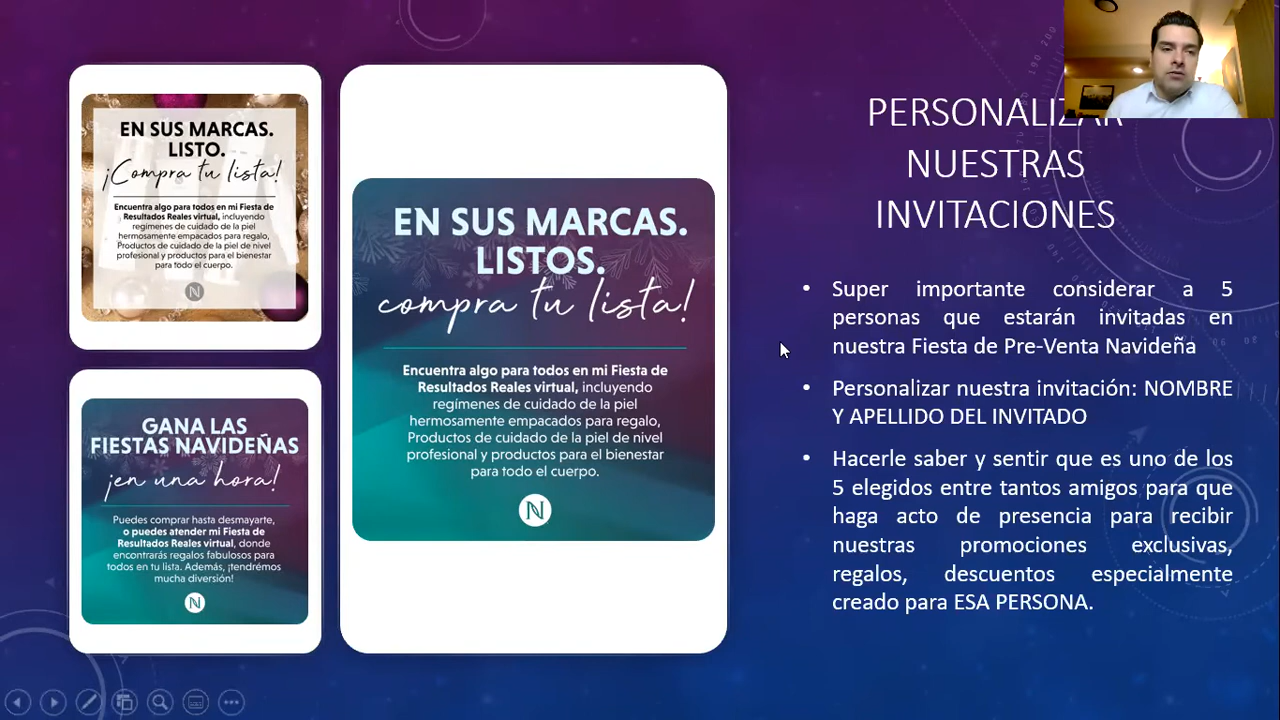 EN SUS MARCAS.
LISTO.
¡Compra tu lista!
Encuentra algo para todos en mi Fiesta de
Resultados Reales virtual, incluyendo
regímenes de cuidado de la piel
hermosamente empacados para regalo,
Productos de cuidado de la piel de nivel
profesional y productos para el bienestar
para todo el cuerpo.
N
GANA LAS
FIESTAS NAVIDEÑAS
¡en una hora!
Puedes comprar hasta desmayarte,
o puedes atender mi Fiesta de
Resultados Reales virtual, donde
encontrarás regalos fabulosos para
todos en tu lista. Además, ¡tendrémos
mucha diversión!
N
EN SUS MARCAS.
LISTOS.
compra tu lista!
Encuentra algo para todos en mi Fiesta de
Resultados Reales virtual, incluyendo
regímenes de cuidado de la piel
hermosamente empacados para regalo,
Productos de cuidado de la piel de nivel
profesional y productos para el bienestar
para todo el cuerpo.
N
PERSONALIZAR
NUESTRAS
INVITACIONES
• Super importante considerar a 5
personas que estarán invitadas en
nuestra Fiesta de Pre-Venta Navideña
• Personalizar nuestra invitación: NOMBRE
Y APELLIDO DEL INVITADO
• Hacerle saber y sentir que es uno de los
5 elegidos entre tantos amigos para que
haga acto de presencia para recibir
nuestras promociones exclusivas,
regalos, descuentos especialmente
creado para ESA PERSONA.